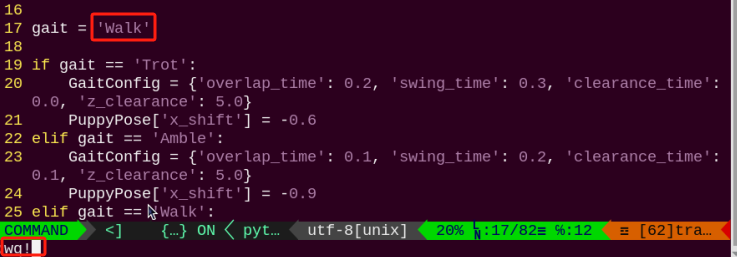 16
17 gait = 'Walk'
18
19 if gait == 'Trot':
20     GaitConfig = {'overlap_time': 0.2, 'swing_time': 0.3, 'clearance_time':
0.0, 'z_clearance': 5.0}
21     PuppyPose['x_shift'] = -0.6
22 elif gait == 'Amble':
23     GaitConfig = {'overlap_time': 0.1, 'swing_time': 0.2, 'clearance_time':
0.1, 'z_clearance': 5.0}
24     PuppyPose['x_shift'] = -0.9
25 elif gait == 'Walk':
COMMAND <] {…} ON < pyt… utf-8[unix] 20% ㏑:17/82≡ ℅:12 ☲ [62]tra…
wq!